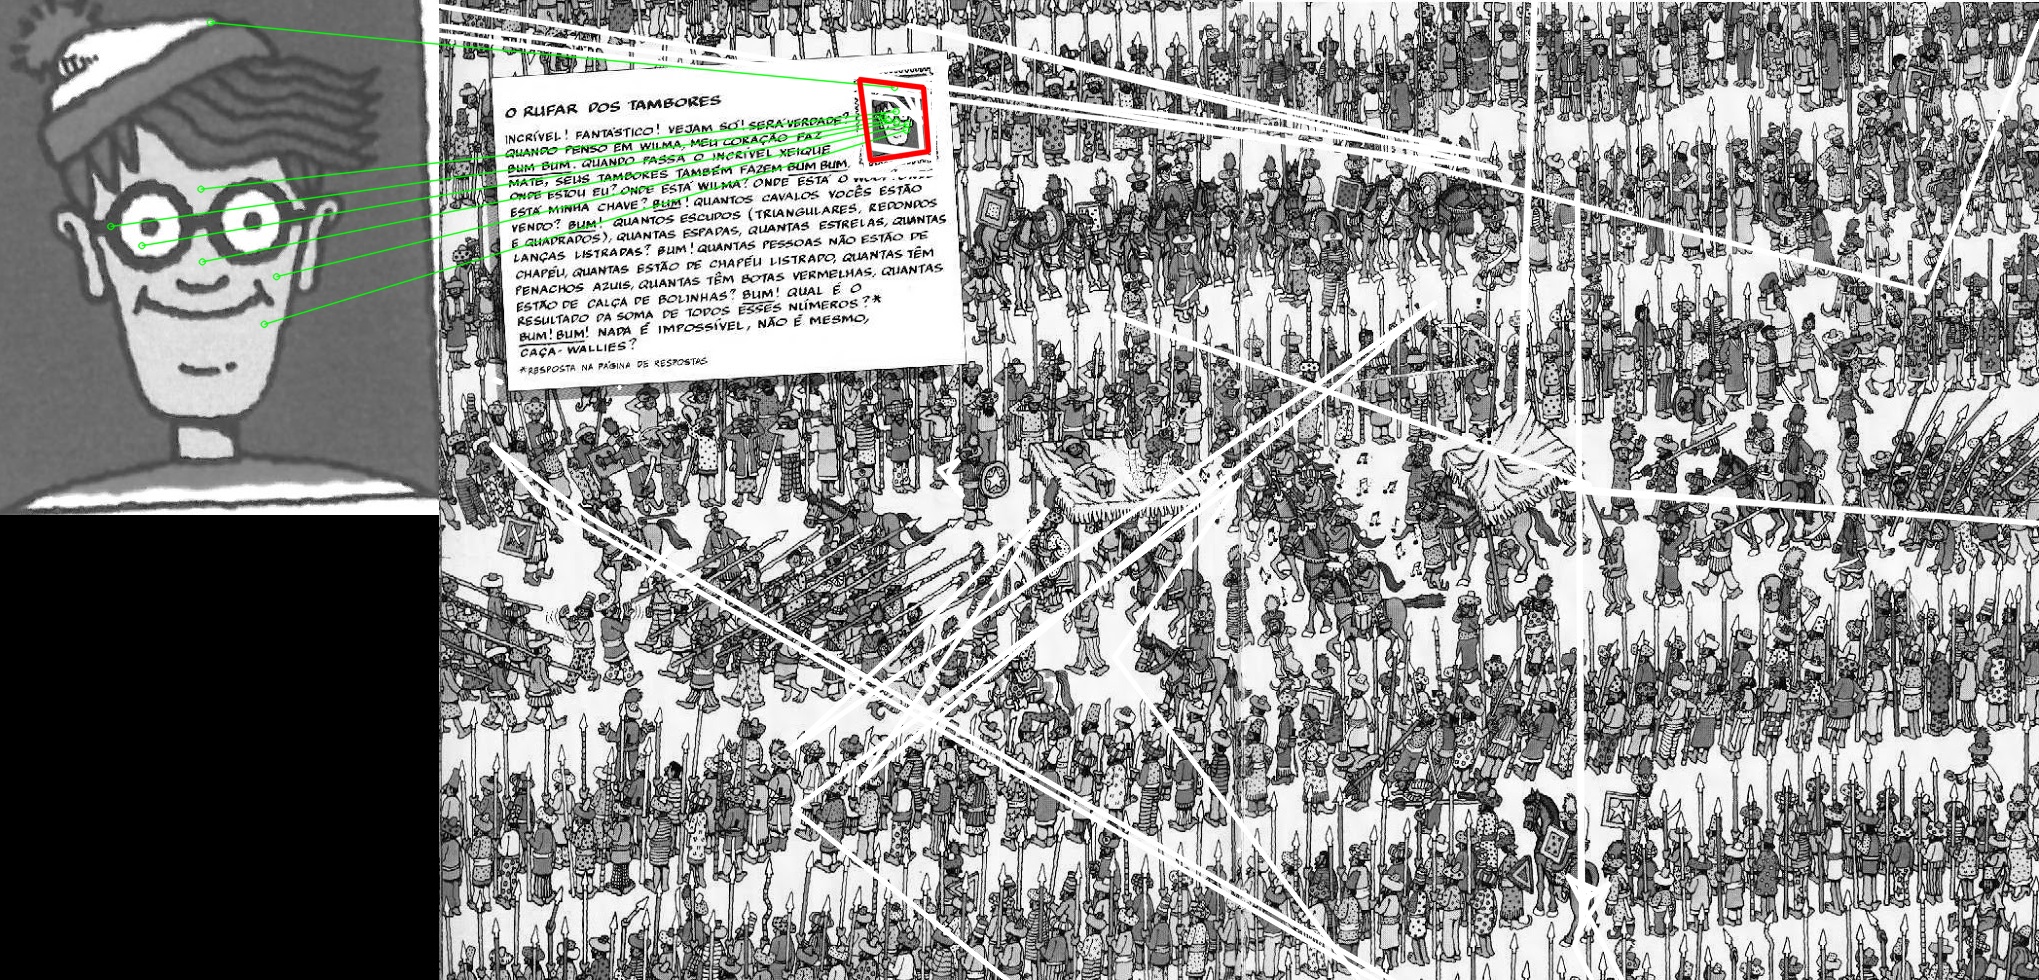 O RUFAR DOS TAMBORES
INCRÍVEL! FANTÁSTICO! VEJAM SÓ! SERÁ VERDADE?
QUANDO PENSO EM WILMA, MEU CORAÇÃO FAZ
BUM BUM. QUANDO PASSA O INCRÍVEL XEIQUE
MATE, SEUS TAMBORES TAMBÉM FAZEM BUM BUM.
ONDE ESTOU EU? ONDE ESTÁ WILMA? ONDE ESTÁ O
ESTÁ MINHA CHAVE? BUM! QUANTOS CAVALOS VOCÊS ESTÃO
VENDO? BUM! QUANTOS ESCUDOS (TRIANGULARES, REDONDOS
E QUADRADOS), QUANTAS ESPADAS, QUANTAS ESTRELAS, QUANTAS
LANÇAS LISTRADAS? BUM! QUANTAS PESSOAS NÃO ESTÃO DE
CHAPÉU, QUANTAS ESTÃO DE CHAPÉU LISTRADO, QUANTAS TÊM
PENACHOS AZUIS, QUANTAS TÊM BOTAS VERMELHAS, QUANTAS
ESTÃO DE CALÇA DE BOLINHAS? BUM! QUAL É O
RESULTADO DA SOMA DE TODOS ESSES NÚMEROS?*
BUM! BUM! NADA É IMPOSSÍVEL, NÃO É MESMO,
CAÇA-WALLIES?
*RESPOSTA NA PÁGINA DE RESPOSTAS